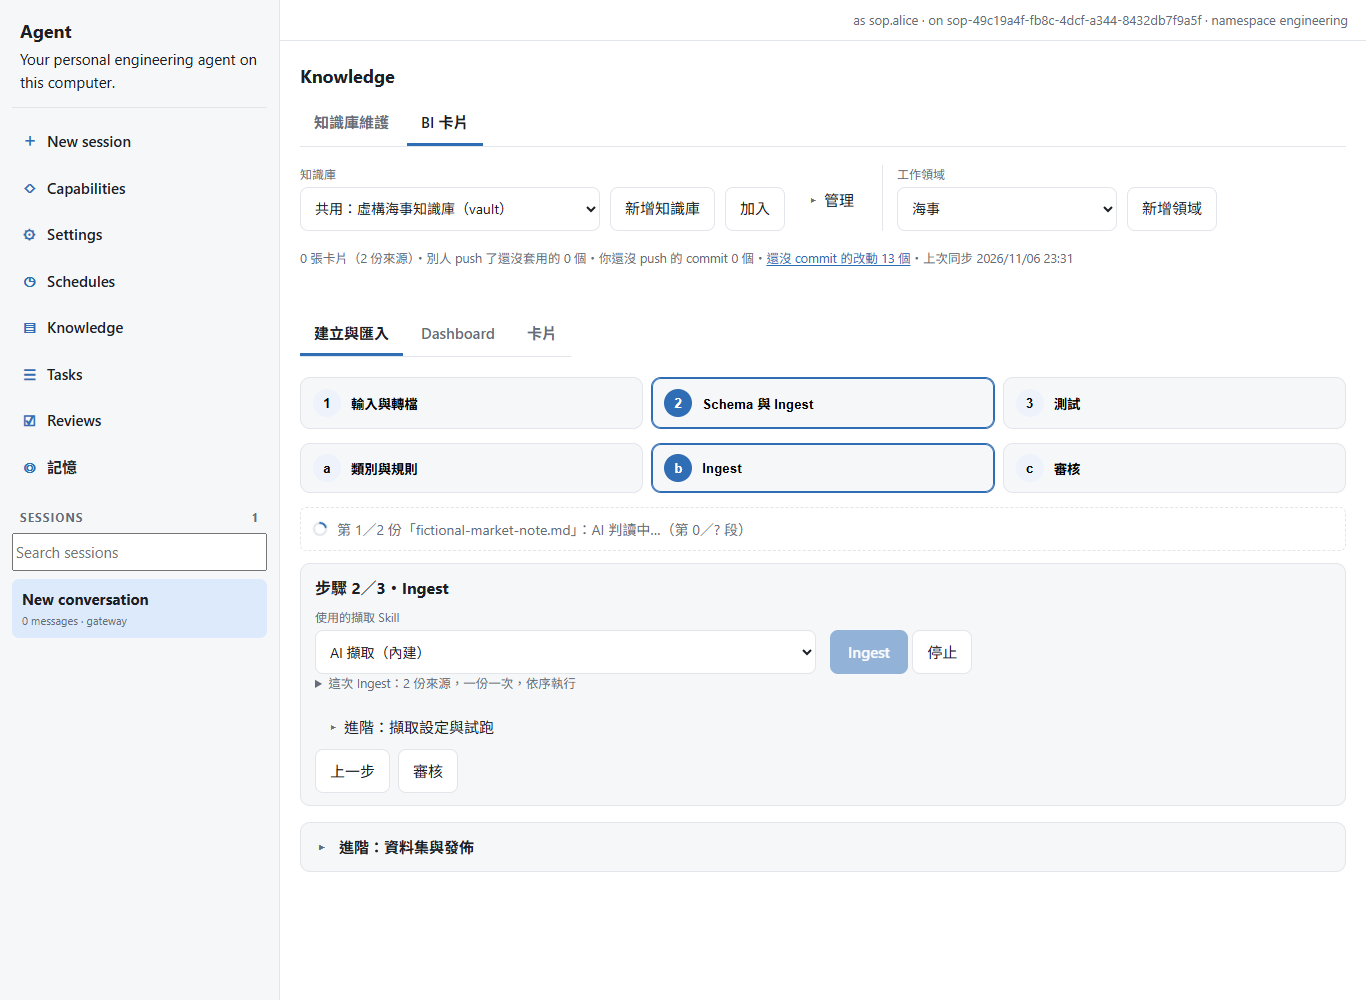 Agent
Your personal engineering agent on
this computer.
New session
Capabilities
Settings
Schedules
Knowledge
Tasks
Reviews
記憶
SESSIONS 1
Search sessions
New conversation
0 messages · gateway
as sop.alice · on sop-49c19a4f-fb8c-4dcf-a344-8432db7f9a5f · namespace engineering
Knowledge
知識庫維護 BI 卡片
知識庫 工作領域
共用：虛構海事知識庫（vault） 新增知識庫 加入 管理 海事 新增領域
0 張卡片（2 份來源）・別人 push 了還沒套用的 0 個・你還沒 push 的 commit 0 個・還沒 commit 的改動 13 個・上次同步 2026/11/06 23:31
建立與匯入 Dashboard 卡片
1 輸入與轉檔 2 Schema 與 Ingest 3 測試
a 類別與規則 b Ingest c 審核
第 1／2 份「fictional-market-note.md」：AI 判讀中…（第 0／? 段）
步驟 2／3・Ingest
使用的擷取 Skill
AI 擷取（內建） Ingest 停止
這次 Ingest：2 份來源，一份一次，依序執行
進階：擷取設定與試跑
上一步 審核
進階：資料集與發佈